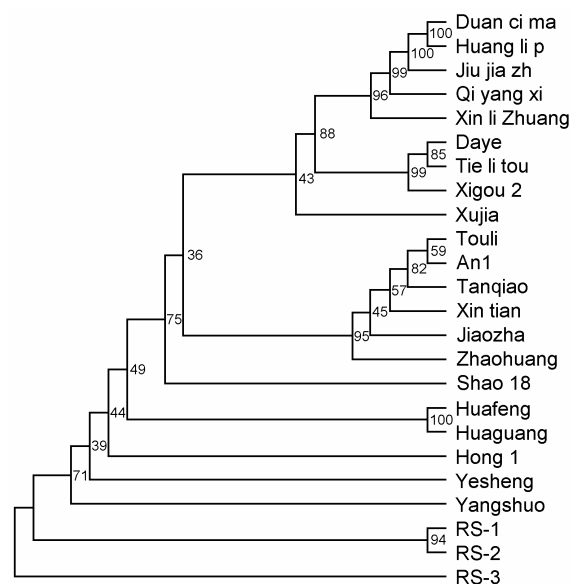 Duan ci ma
100
Huang li p
100
Jiu jia zh
99
Qi yang xi
96
Xin li Zhuang
88
Daye
85
Tie li tou
99
Xigou 2
43
Xujia
Touli
59
An1
36
82
Tanqiao
57
Xin tian
45
75
Jiaozha
95
Zhaohuang
49
Shao 18
Huafeng
44
100
Huaguang
39
Hong 1
71
Yesheng
Yangshuo
RS-1
94
RS-2
RS-3